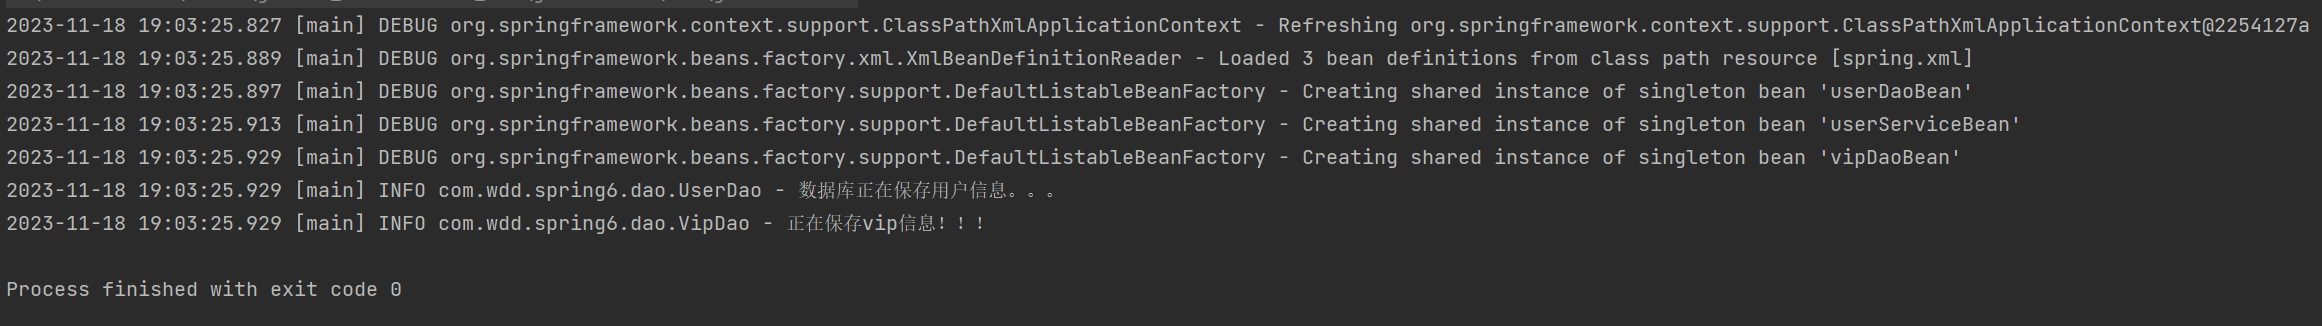 2023-11-18 19:03:25.827 [main] DEBUG org.springframework.context.support.ClassPathXmlApplicationContext - Refreshing org.springframework.context.support.ClassPathXmlApplicationContext@2254127a
2023-11-18 19:03:25.889 [main] DEBUG org.springframework.beans.factory.xml.XmlBeanDefinitionReader - Loaded 3 bean definitions from class path resource [spring.xml]
2023-11-18 19:03:25.897 [main] DEBUG org.springframework.beans.factory.support.DefaultListableBeanFactory - Creating shared instance of singleton bean 'userDaoBean'
2023-11-18 19:03:25.913 [main] DEBUG org.springframework.beans.factory.support.DefaultListableBeanFactory - Creating shared instance of singleton bean 'userServiceBean'
2023-11-18 19:03:25.929 [main] DEBUG org.springframework.beans.factory.support.DefaultListableBeanFactory - Creating shared instance of singleton bean 'vipDaoBean'
2023-11-18 19:03:25.929 [main] INFO com.wdd.spring6.dao.UserDao - 数据库正在保存用户信息。。。
2023-11-18 19:03:25.929 [main] INFO com.wdd.spring6.dao.VipDao - 正在保存vip信息！！！
Process finished with exit code 0